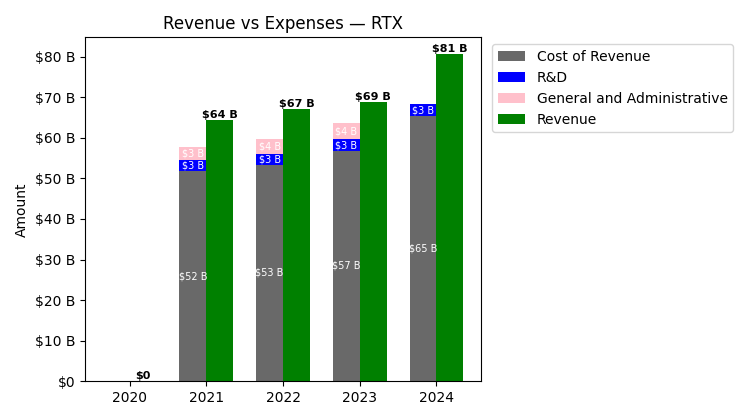 Revenue vs Expenses — RTX
$81 B
$80 B
$70 B
$60 B
$50 B
$40 B
$30 B
$20 B
$10 B
$0
Amount
$64 B
$67 B
$69 B
$3 B
$4 B
$4 B
$3 B
$3 B
$3 B
$3 B
$52 B
$53 B
$57 B
$65 B
$0
2020 2021 2022 2023 2024
Cost of Revenue
R&D
General and Administrative
Revenue